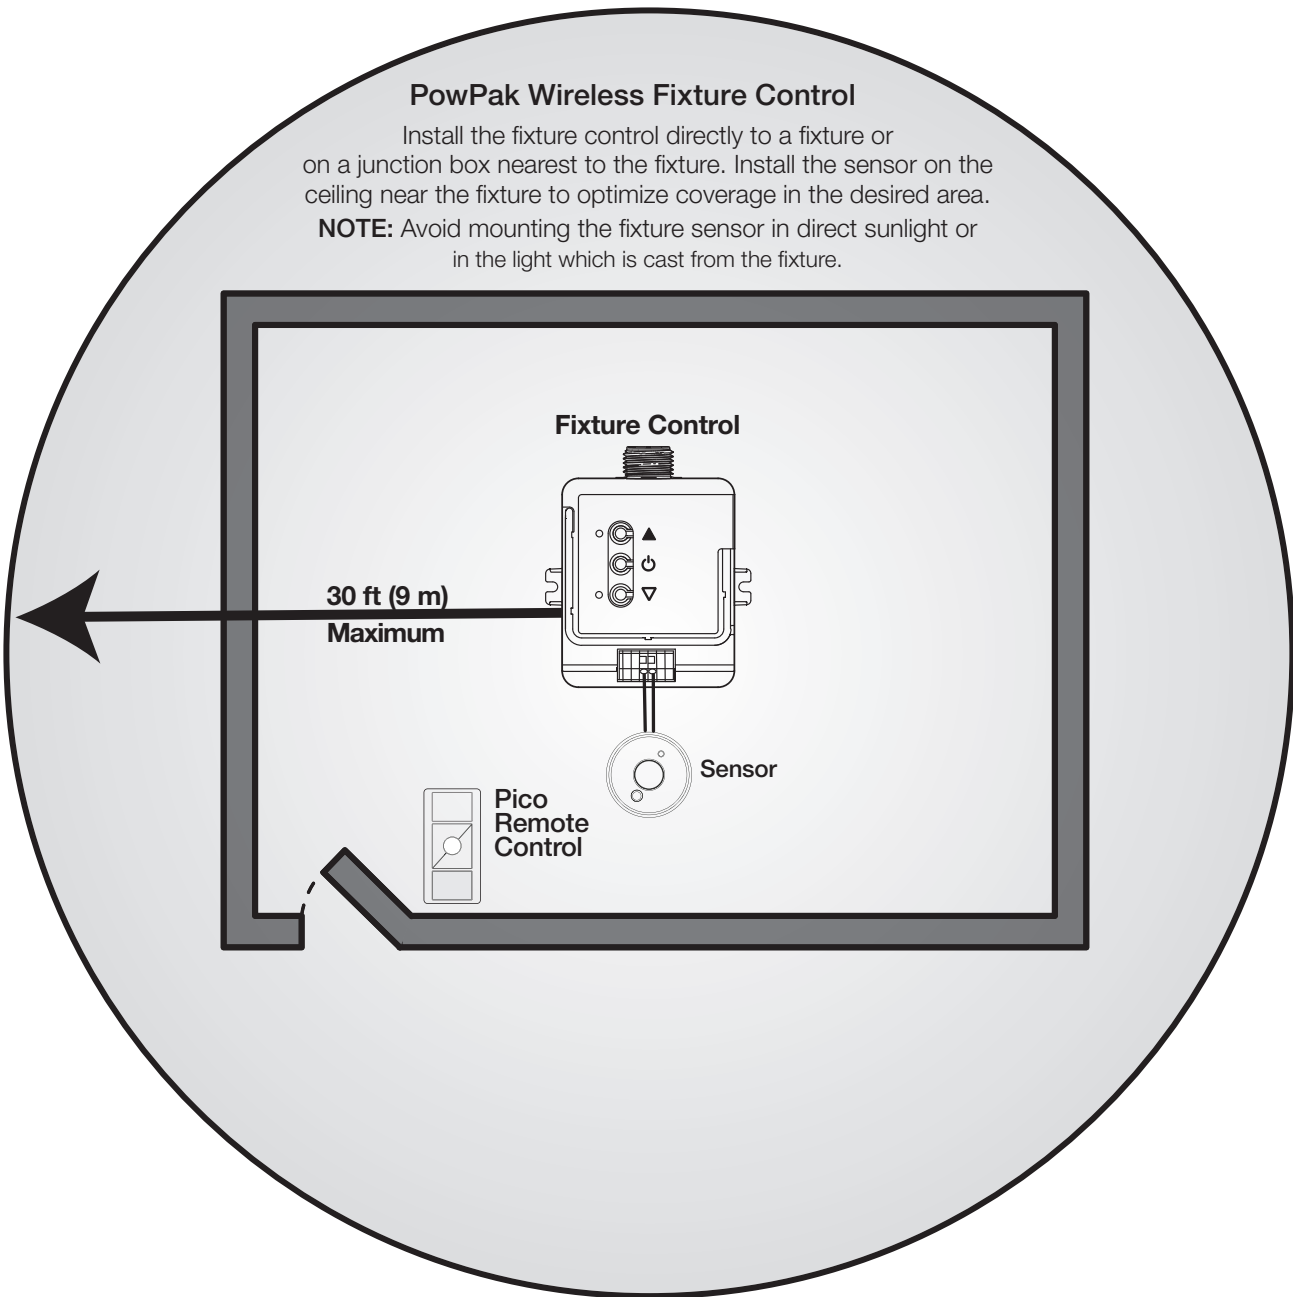 PowPak Wireless Fixture Control
Install the fixture control directly to a fixture or
on a junction box nearest to the fixture. Install the sensor on the
ceiling near the fixture to optimize coverage in the desired area.
NOTE: Avoid mounting the fixture sensor in direct sunlight or
in the light which is cast from the fixture.
Fixture Control
30 ft (9 m)
Maximum
Sensor
Pico
Remote
Control